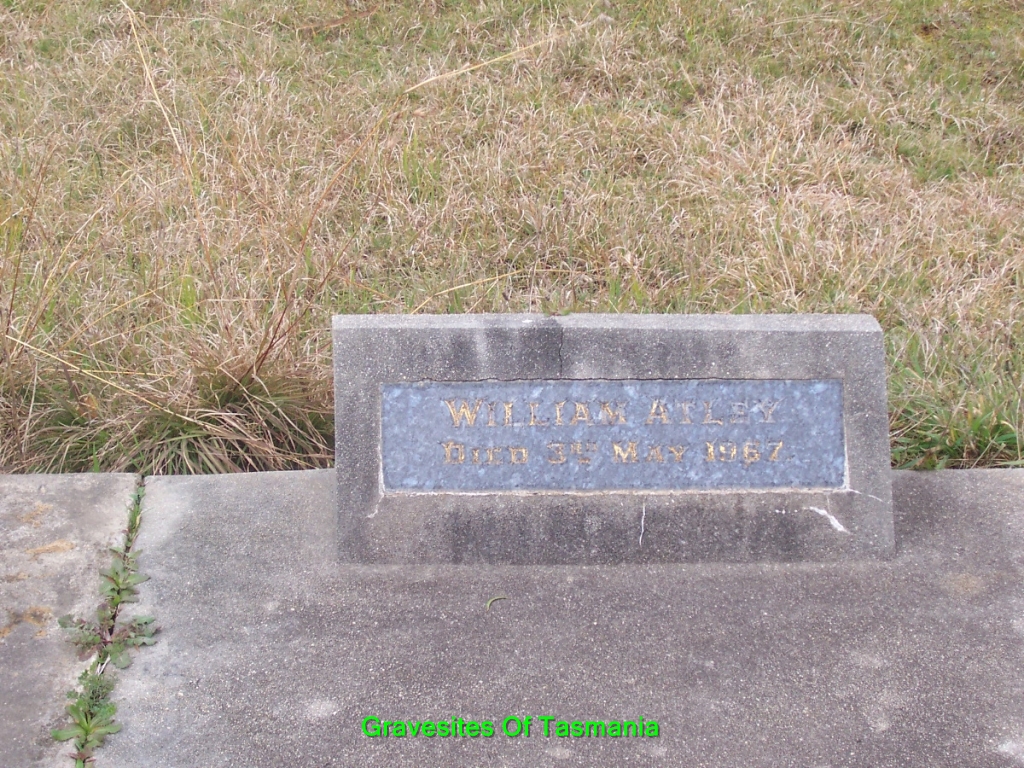 WILLIAM ATLEY
DIED 3RD MAY 1967
Gravesites Of Tasmania